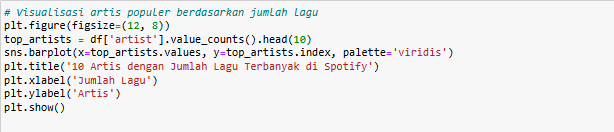 # Visualisasi artis populer berdasarkan jumlah lagu
plt.figure(figsize=(12, 8))
top_artists = df['artist'].value_counts().head(10)
sns.barplot(x=top_artists.values, y=top_artists.index, palette='viridis')
plt.title('10 Artis dengan Jumlah Lagu Terbanyak di Spotify')
plt.xlabel('Jumlah Lagu')
plt.ylabel('Artis')
plt.show()